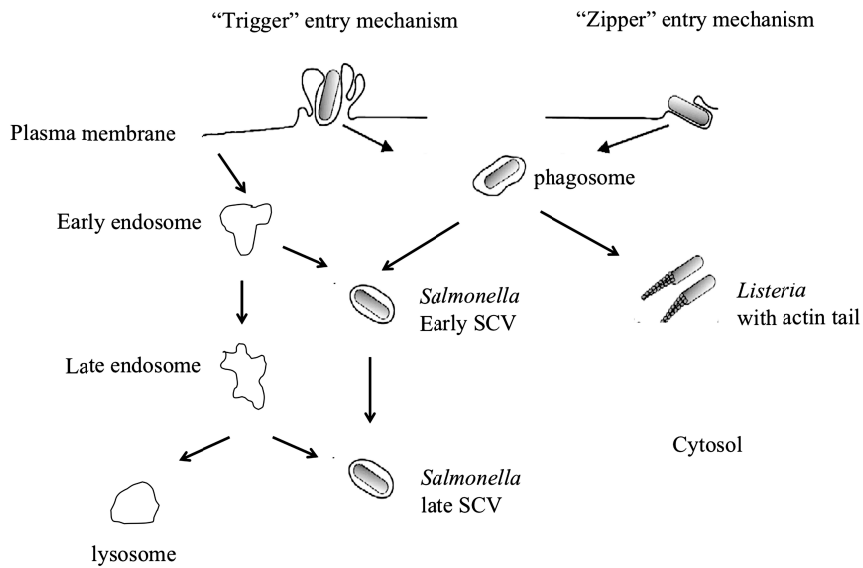 “Trigger” entry mechanism
“Zipper” entry mechanism
Plasma membrane
phagosome
Early endosome
Salmonella
Early SCV
Listeria
with actin tail
Late endosome
Cytosol
Salmonella
late SCV
lysosome